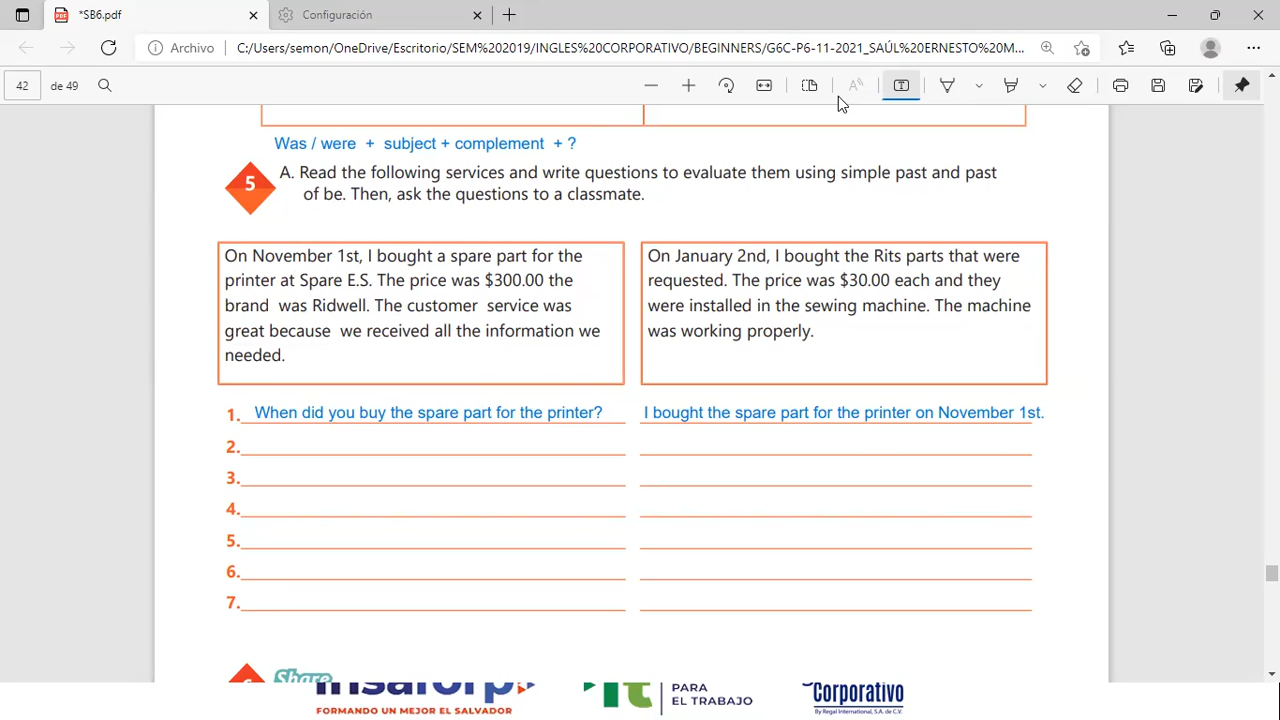 *SB6.pdf
Configuración
Archivo
C:/Users/semon/OneDrive/Escritorio/SEM%202019/INGLES%20CORPORATIVO/BEGINNERS/G6C-P6-11-2021_SAÚL%20ERNESTO%20M...
42 de 49
Was / were + subject + complement + ?
5
A. Read the following services and write questions to evaluate them using simple past and past
of be. Then, ask the questions to a classmate.
On November 1st, I bought a spare part for the
printer at Spare E.S. The price was $300.00 the
brand was Ridwell. The customer service was
great because we received all the information we
needed.
On January 2nd, I bought the Rits parts that were
requested. The price was $30.00 each and they
were installed in the sewing machine. The machine
was working properly.
1. When did you buy the spare part for the printer? I bought the spare part for the printer on November 1st.
2.
3.
4.
5.
6.
7.
Share
FORMANDO UN MEJOR EL SALVADOR
PARA
EL TRABAJO
Corporativo
By Regal International, S.A. de C.V.